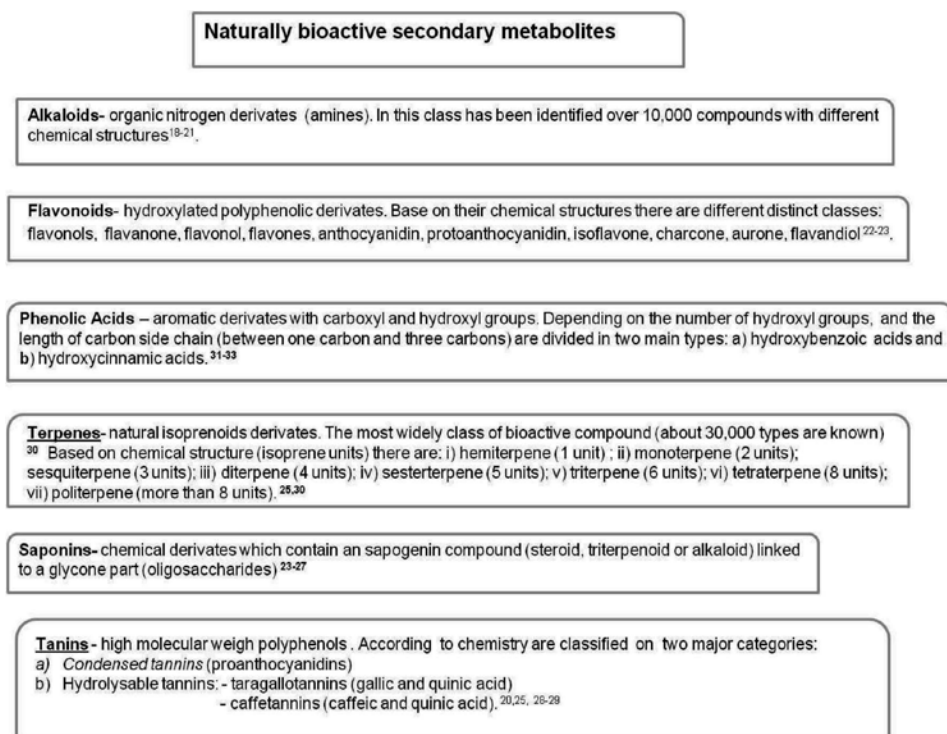 Naturally bioactive secondary metabolites
Alkaloids- organic nitrogen derivates (amines). In this class has been identified over 10,000 compounds with different
chemical structures18-21.
Flavonoids- hydroxylated polyphenolic derivates. Base on their chemical structures there are different distinct classes:
flavonols, flavanone, flavonol, flavones, anthocyanidin, protoanthocyanidin, isoflavone, charcone, aurone, flavandiol 22-23.
Phenolic Acids – aromatic derivates with carboxyl and hydroxyl groups. Depending on the number of hydroxyl groups, and the
length of carbon side chain (between one carbon and three carbons) are divided in two main types: a) hydroxybenzoic acids and
b) hydroxycinnamic acids. 31-33
Terpenes- natural isoprenoids derivates. The most widely class of bioactive compound (about 30,000 types are known)
30 Based on chemical structure (isoprene units) there are: i) hemiterpene (1 unit) ; ii) monoterpene (2 units);
sesquiterpene (3 units); iii) diterpene (4 units); iv) sesterterpene (5 units); v) triterpene (6 units); vi) tetraterpene (8 units);
vii) politerpene (more than 8 units). 25,30
Saponins- chemical derivates which contain an sapogenin compound (steroid, triterpenoid or alkaloid) linked
to a glycone part (oligosaccharides) 23-27
Tanins - high molecular weigh polyphenols . According to chemistry are classified on two major categories:
a) Condensed tannins (proanthocyanidins)
b) Hydrolysable tannins: - taragallotannins (gallic and quinic acid)
- caffetannins (caffeic and quinic acid). 20,25, 26-29